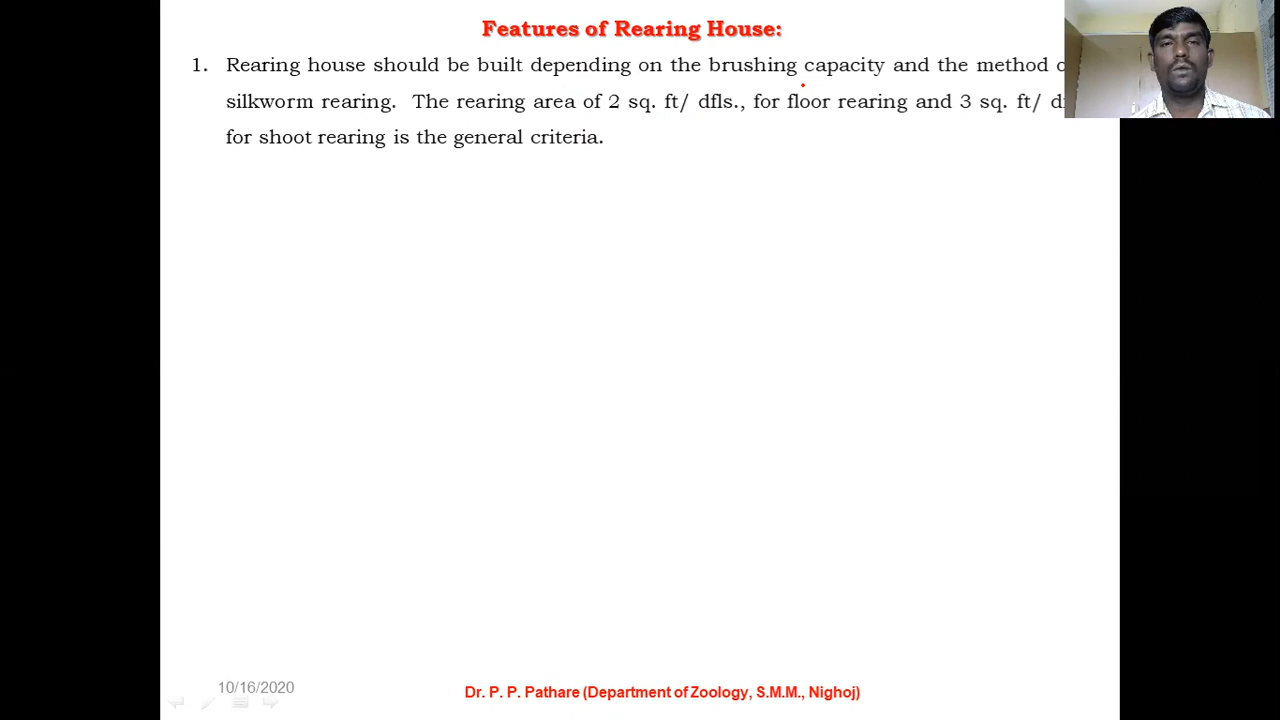 Features of Rearing House:
1. Rearing house should be built depending on the brushing capacity and the method
silkworm rearing. The rearing area of 2 sq. ft/ dfls., for floor rearing and 3 sq. ft/
for shoot rearing is the general criteria.
10/16/2020
Dr. P. P. Pathare (Department of Zoology, S.M.M., Nighoj)